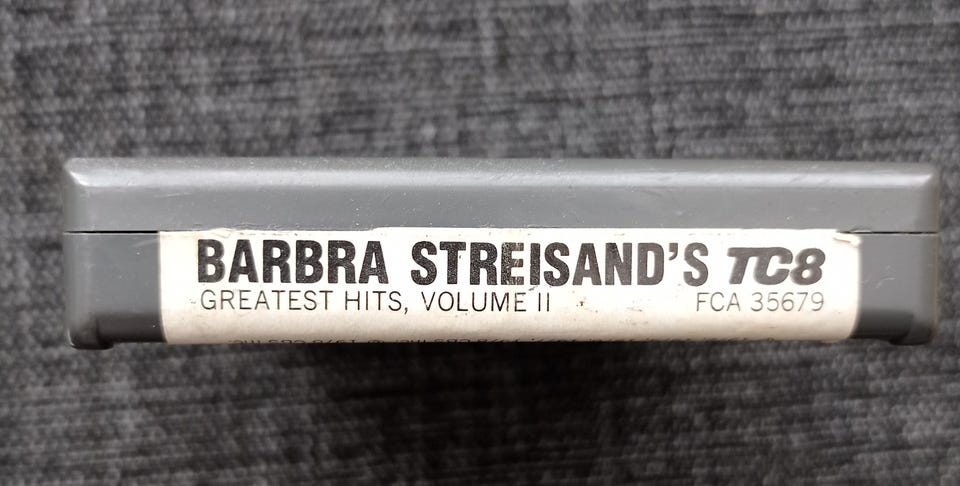 BARBRA STREISAND'S TC8
GREATEST HITS, VOLUME II FCA 35679